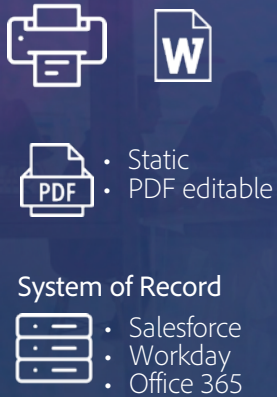 W
• Static
PDF • PDF editable
System of Record
• Salesforce
• Workday
• Office 365